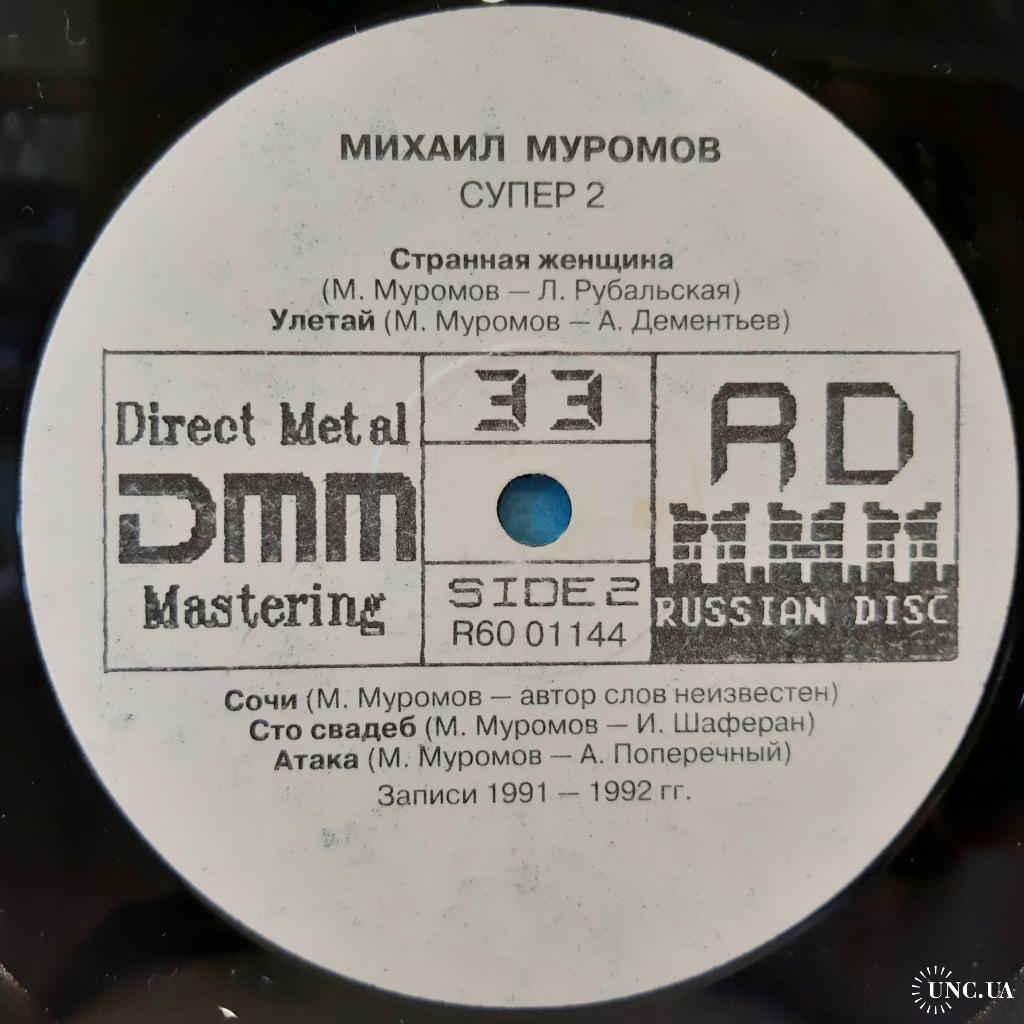 МИХАИЛ МУРОМОВ
СУПЕР 2
Странная женщина
(М. Муромов — Л. Рубальская)
Улетай (М. Муромов — А. Дементьев)
Direct Metal
DMM
Mastering
33
SIDE 2
R60 01144
RD
RUSSIAN DISC
Сочи (М. Муромов — автор слов неизвестен)
Сто свадеб (М. Муромов — И. Шаферан)
Атака (М. Муромов — А. Поперечный)
Записи 1991 — 1992 гг.
UNC.UA